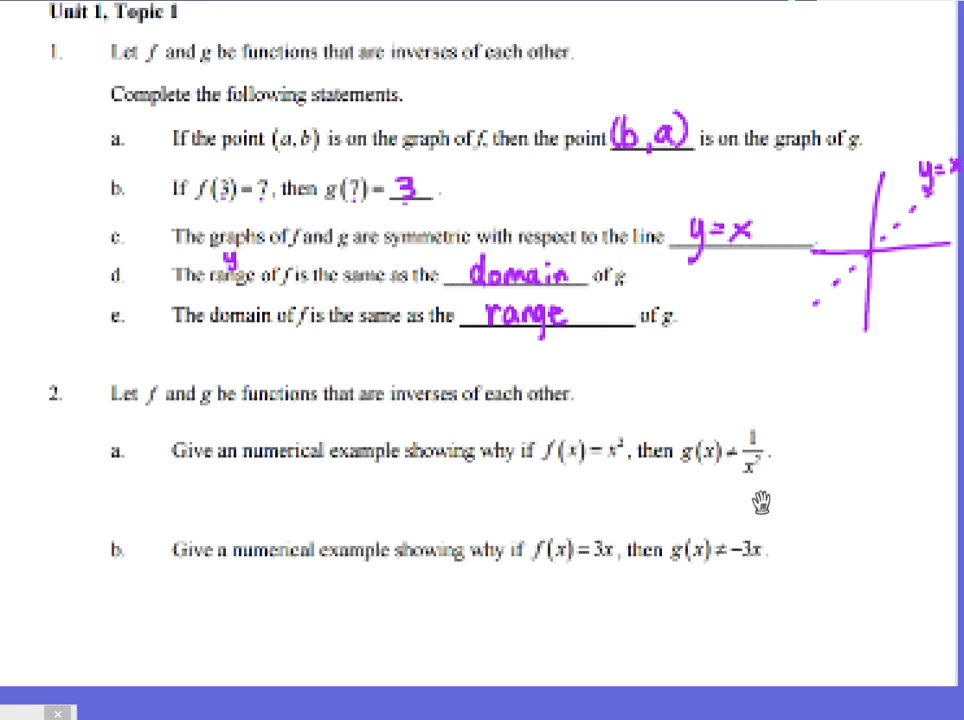 Unit 1, Topic 1
1. Let f and g be functions that are inverses of each other.
Complete the following statements.
a. If the point (a, b) is on the graph of f, then the point (b, a) is on the graph of g.
y = x
b. If f(3) = ?, then g(?) = 3.
c. The graphs of f and g are symmetric with respect to the line y = x.
y
d. The range of f is the same as the domain of g
e. The domain of f is the same as the range of g.
2. Let f and g be functions that are inverses of each other.
a. Give an numerical example showing why if f(x) = x², then g(x) ≠ 1/x².
b. Give a numerical example showing why if f(x) = 3x, then g(x) ≠ −3x.